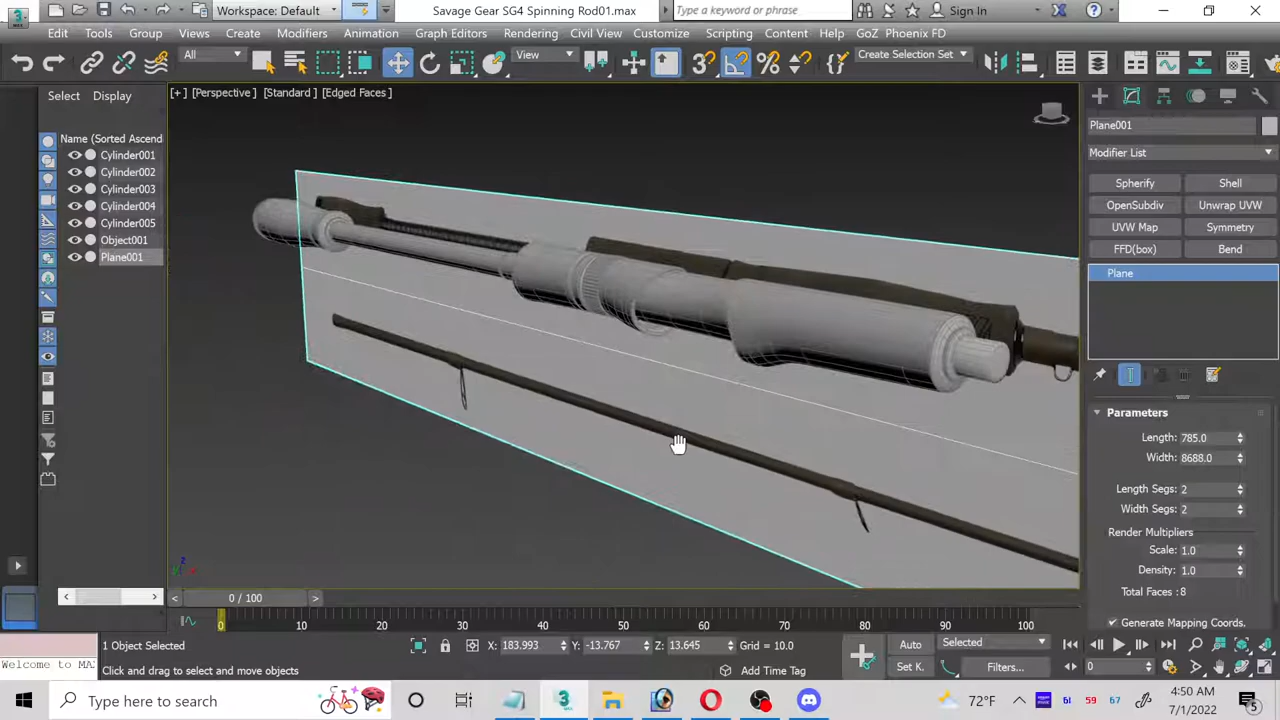 3
MAX
Workspace: Default
Savage Gear SG4 Spinning Rod01.max
Type a keyword or phrase
Sign In
Edit Tools Group Views Create Modifiers Animation Graph Editors Rendering Civil View Customize Scripting Content Help GoZ Phoenix FD
All
View
Create Selection Set
Select Display
Name (Sorted Ascend
Cylinder001
Cylinder002
Cylinder003
Cylinder004
Cylinder005
Object001
Plane001
[+] [Perspective] [Standard] [Edged Faces]
Plane001
Modifier List
Spherify Shell
OpenSubdiv Unwrap UVW
UVW Map Symmetry
FFD(box) Bend
Plane
Parameters
Length: 785.0
Width: 8688.0
Length Segs: 2
Width Segs: 2
Render Multipliers
Scale: 1.0
Density: 1.0
Total Faces : 8
Generate Mapping Coords.
< 0 / 100 >
0 10 20 30 40 50 60 70 80 90 100
1 Object Selected
X: 183.993 Y: -13.767 Z: 13.645 Grid = 10.0
Auto Selected
Welcome to MA
Click and drag to select and move objects
Add Time Tag
Set K. Filters... 0
Type here to search
72°F
61 59 67
4:50 AM
7/1/2022
5